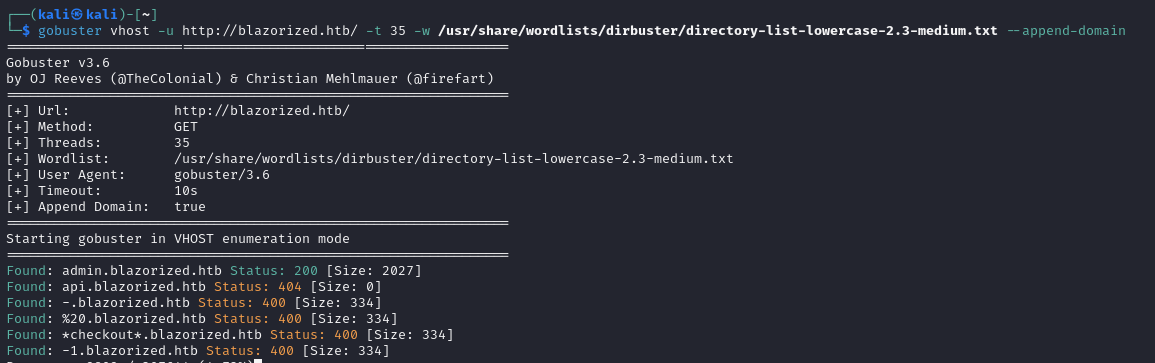 ┌──(kali㉿kali)-[~]
└─$ gobuster vhost -u http://blazorized.htb/ -t 35 -w /usr/share/wordlists/dirbuster/directory-list-lowercase-2.3-medium.txt --append-domain
===============================================================
Gobuster v3.6
by OJ Reeves (@TheColonial) & Christian Mehlmauer (@firefart)
===============================================================
[+] Url:             http://blazorized.htb/
[+] Method:          GET
[+] Threads:         35
[+] Wordlist:        /usr/share/wordlists/dirbuster/directory-list-lowercase-2.3-medium.txt
[+] User Agent:      gobuster/3.6
[+] Timeout:         10s
[+] Append Domain:   true
===============================================================
Starting gobuster in VHOST enumeration mode
===============================================================
Found: admin.blazorized.htb Status: 200 [Size: 2027]
Found: api.blazorized.htb Status: 404 [Size: 0]
Found: -.blazorized.htb Status: 400 [Size: 334]
Found: %20.blazorized.htb Status: 400 [Size: 334]
Found: *checkout*.blazorized.htb Status: 400 [Size: 334]
Found: -1.blazorized.htb Status: 400 [Size: 334]